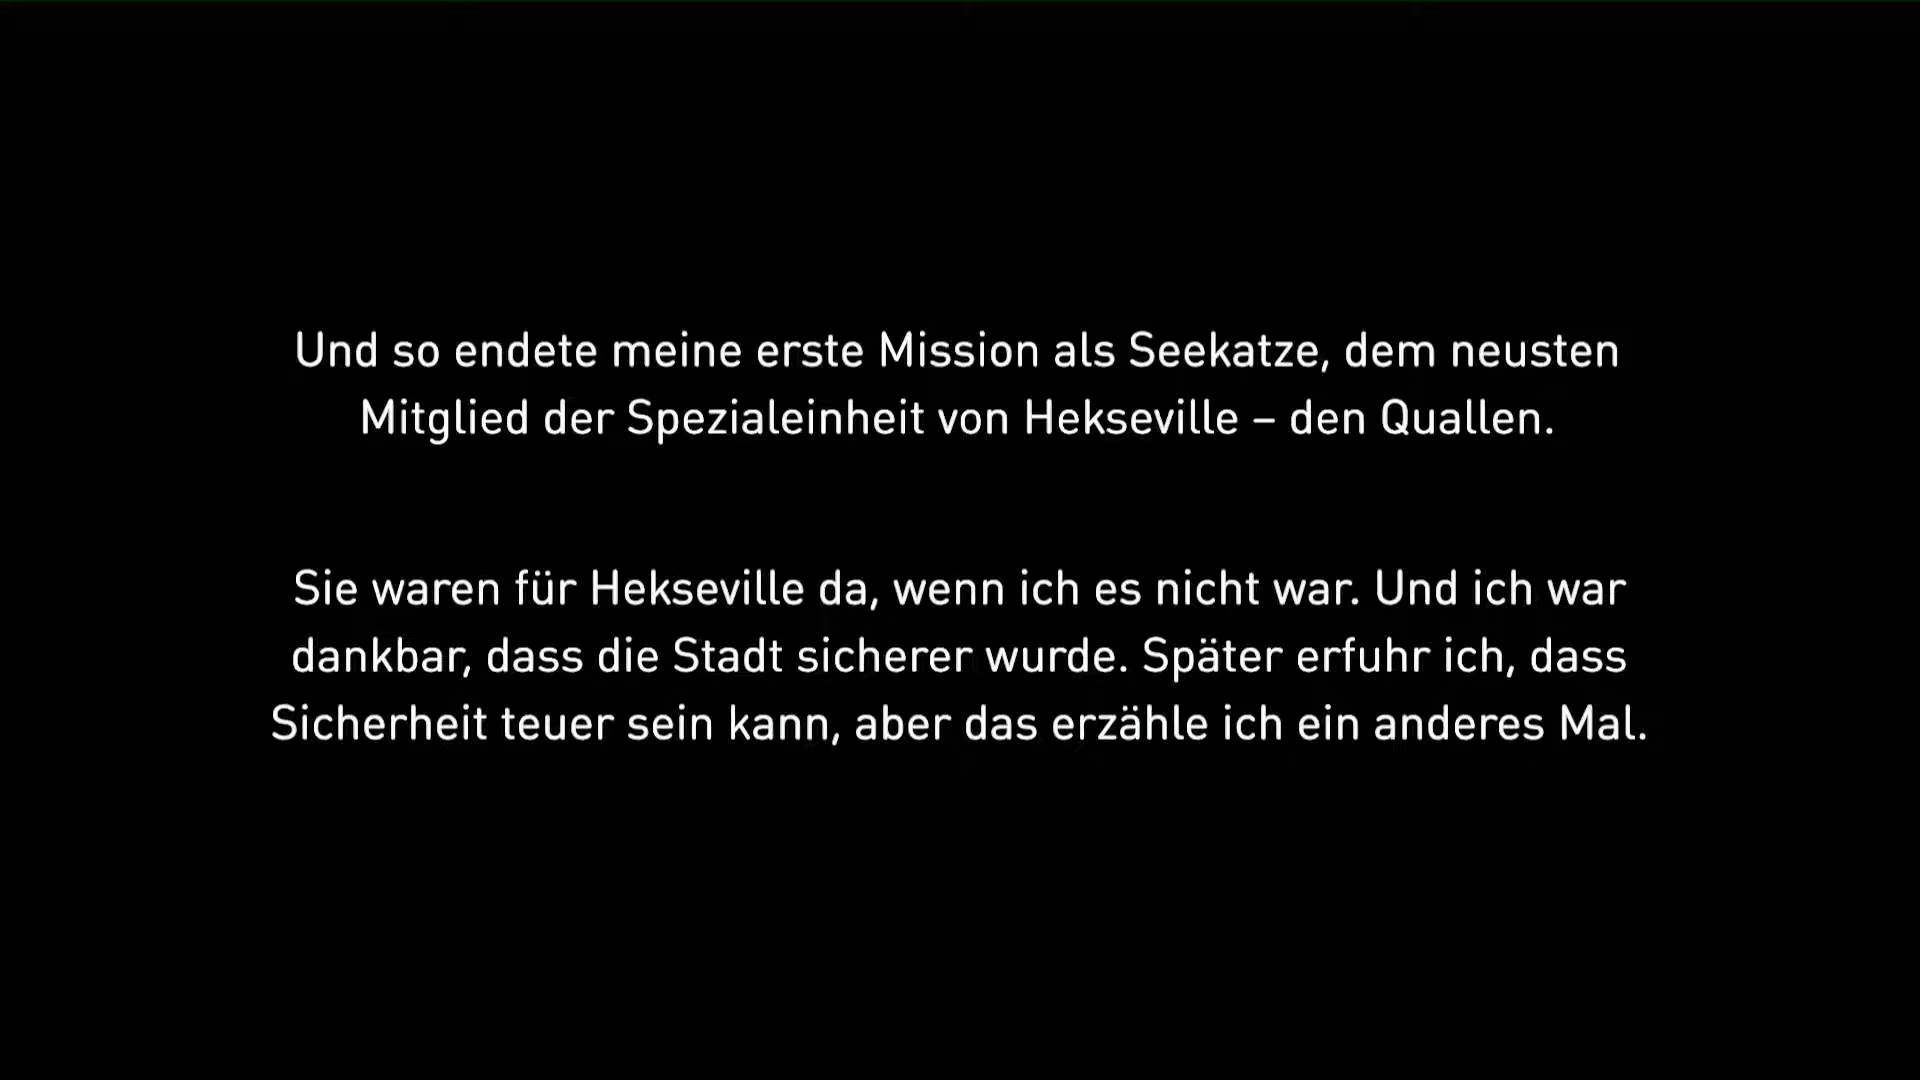 Und so endete meine erste Mission als Seekatze, dem neusten
Mitglied der Spezialeinheit von Hekseville – den Quallen.
Sie waren für Hekseville da, wenn ich es nicht war. Und ich war
dankbar, dass die Stadt sicherer wurde. Später erfuhr ich, dass
Sicherheit teuer sein kann, aber das erzähle ich ein anderes Mal.